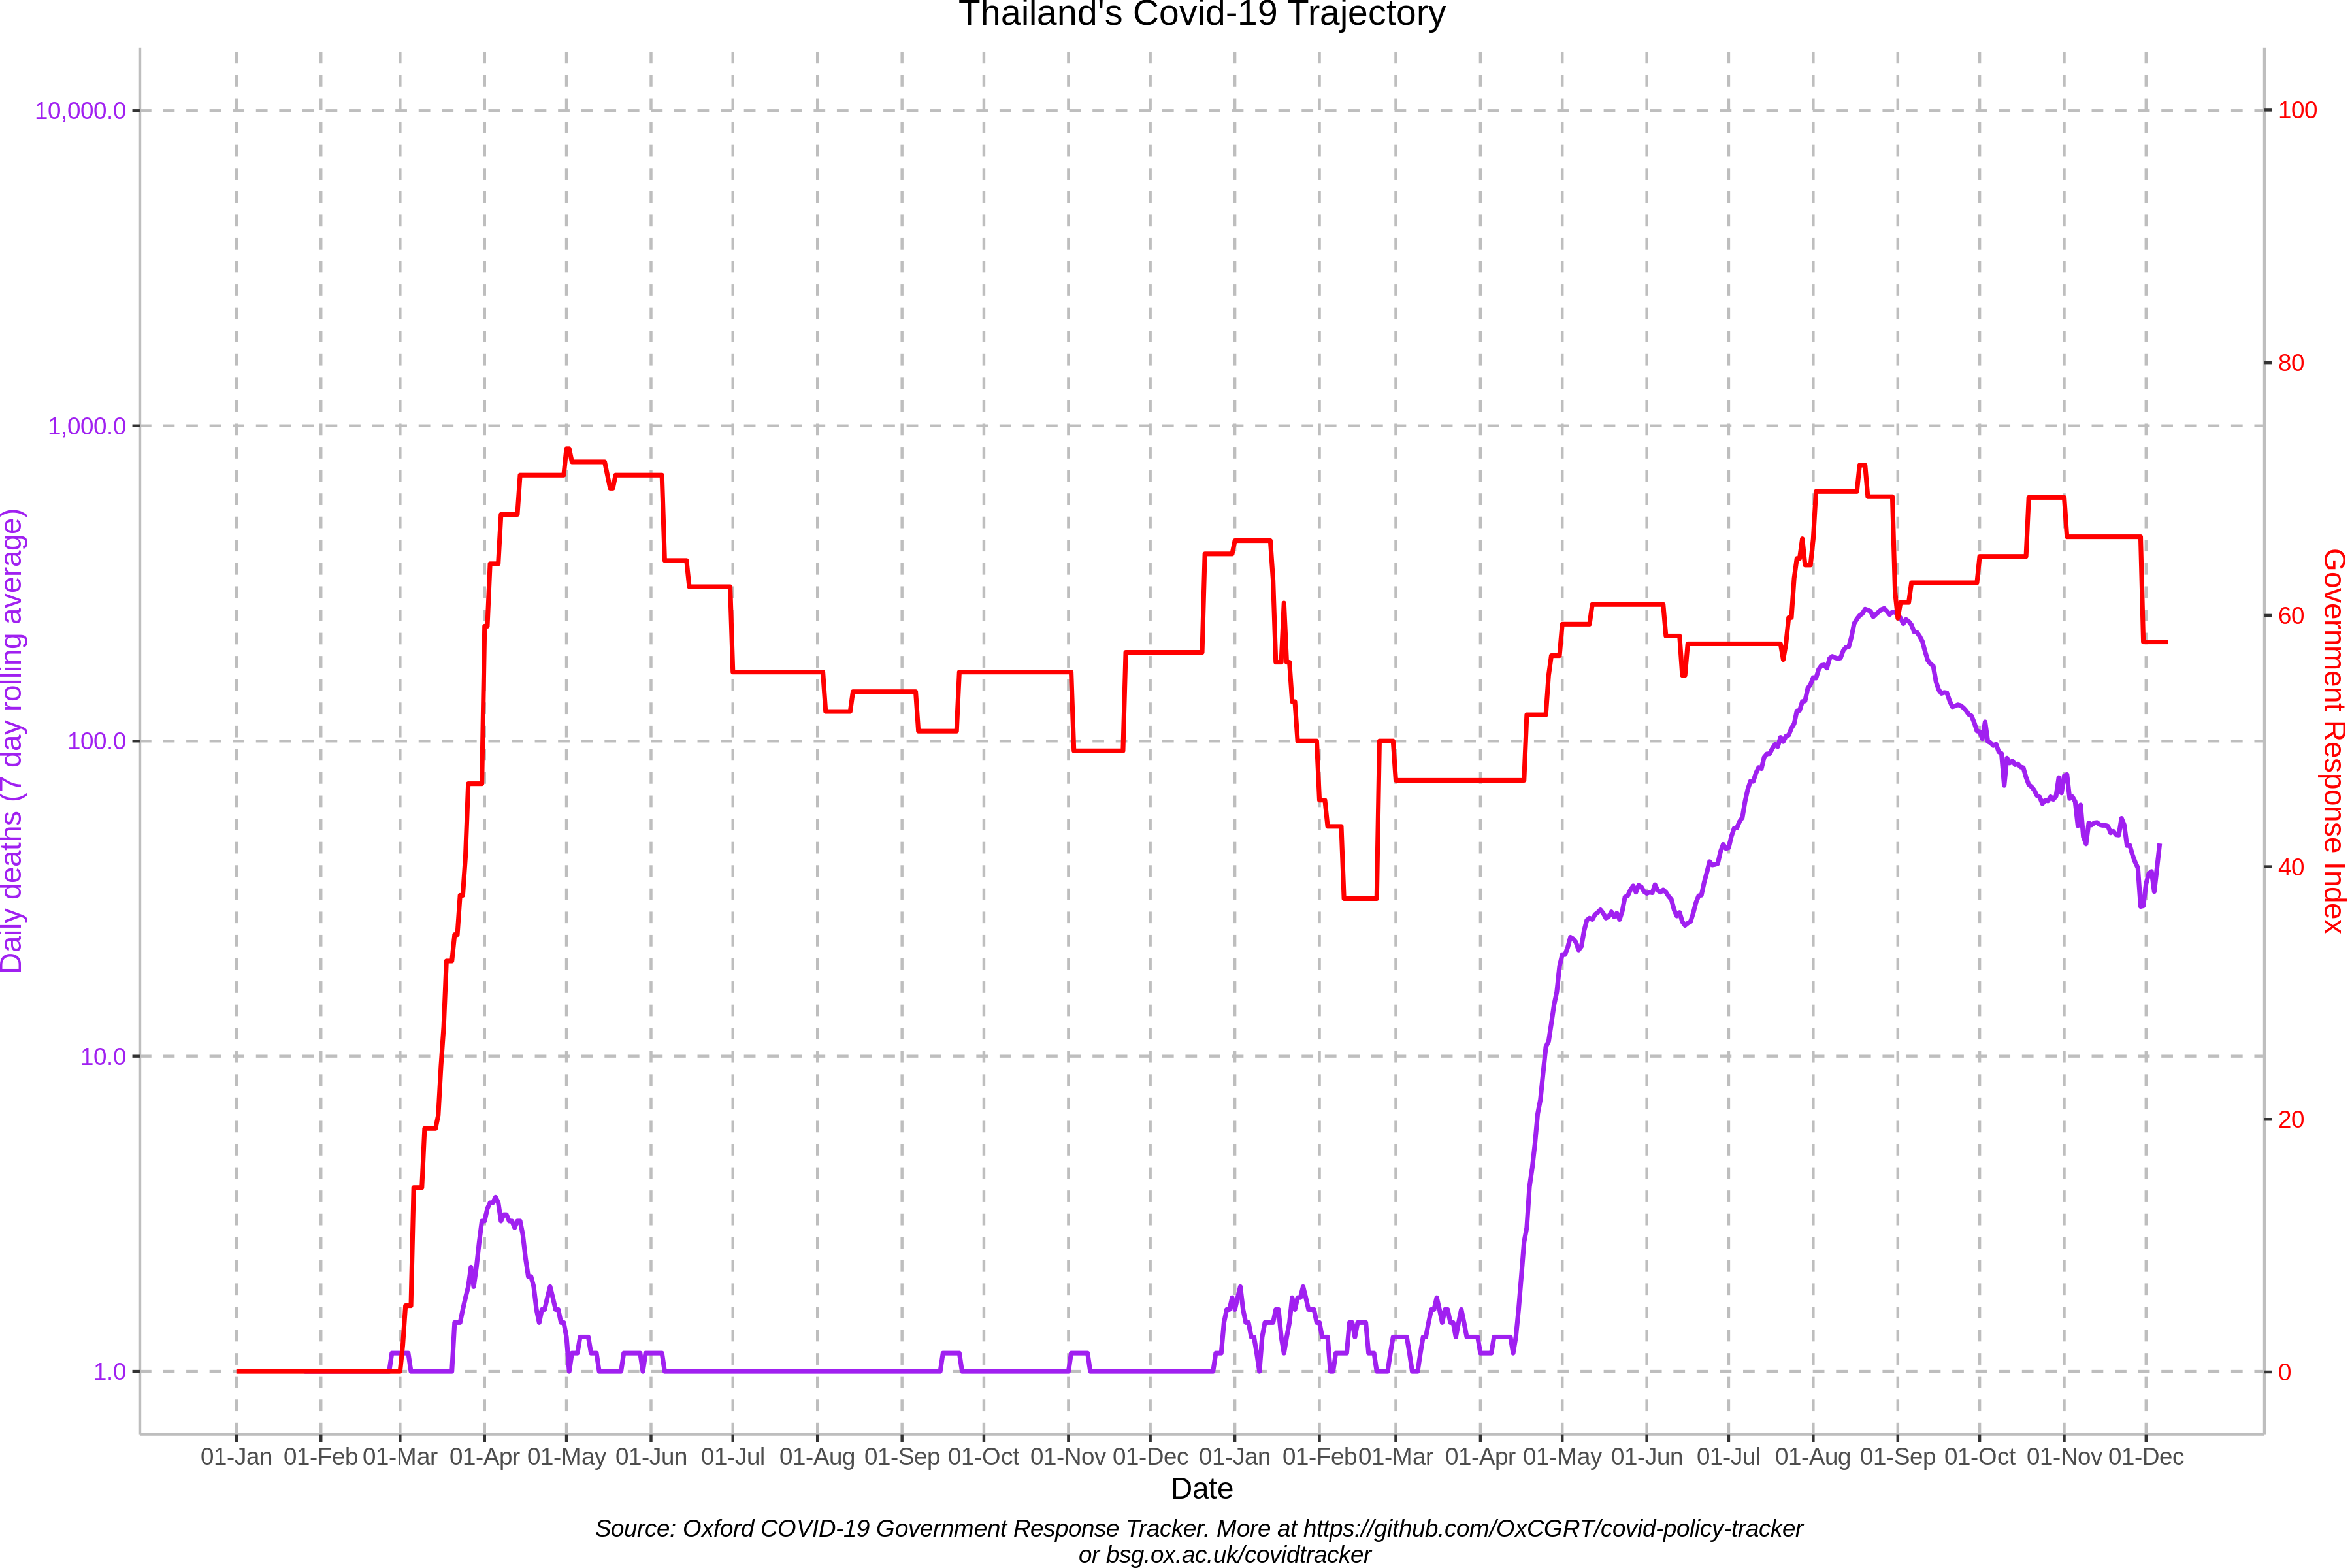 Thailand's Covid-19 Trajectory
10,000.0
1,000.0
100.0
10.0
1.0
Daily deaths (7 day rolling average)
100
80
60
40
20
0
Government Response Index
01-Jan 01-Feb 01-Mar 01-Apr 01-May 01-Jun 01-Jul 01-Aug 01-Sep 01-Oct 01-Nov 01-Dec 01-Jan 01-Feb 01-Mar 01-Apr 01-May 01-Jun 01-Jul 01-Aug 01-Sep 01-Oct 01-Nov 01-Dec
Date
Source: Oxford COVID-19 Government Response Tracker. More at https://github.com/OxCGRT/covid-policy-tracker
or bsg.ox.ac.uk/covidtracker